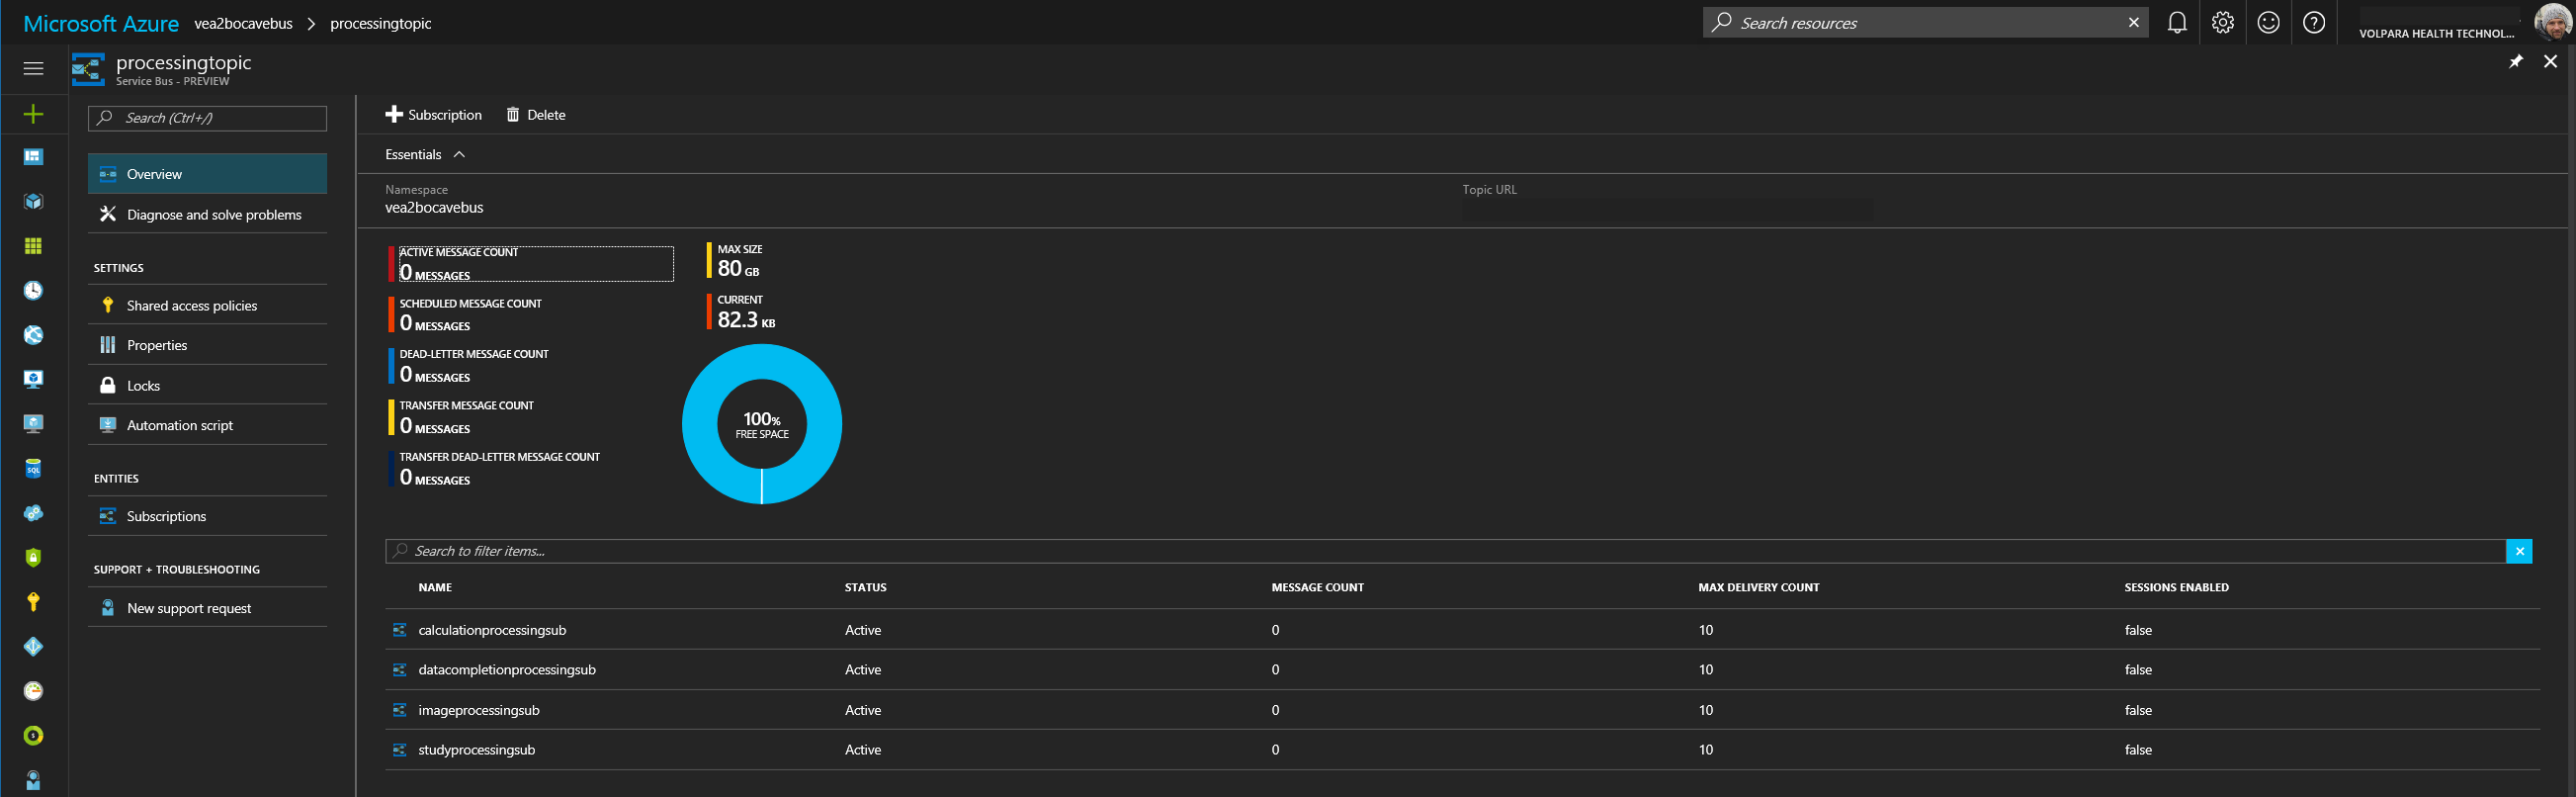 Microsoft Azure vea2bocavebus > processingtopic
Search resources
VOLPARA HEALTH TECHNOL...
processingtopic
Service Bus - PREVIEW
Search (Ctrl+/)
Overview
Diagnose and solve problems
SETTINGS
Shared access policies
Properties
Locks
Automation script
ENTITIES
Subscriptions
SUPPORT + TROUBLESHOOTING
New support request
Subscription Delete
Essentials
Namespace
vea2bocavebus
Topic URL
ACTIVE MESSAGE COUNT
0 MESSAGES
SCHEDULED MESSAGE COUNT
0 MESSAGES
DEAD-LETTER MESSAGE COUNT
0 MESSAGES
TRANSFER MESSAGE COUNT
0 MESSAGES
TRANSFER DEAD-LETTER MESSAGE COUNT
0 MESSAGES
MAX SIZE
80 GB
CURRENT
82.3 KB
100%
FREE SPACE
Search to filter items...
NAME STATUS MESSAGE COUNT MAX DELIVERY COUNT SESSIONS ENABLED
calculationprocessingsub Active 0 10 false
datacompletionprocessingsub Active 0 10 false
imageprocessingsub Active 0 10 false
studyprocessingsub Active 0 10 false
SQL